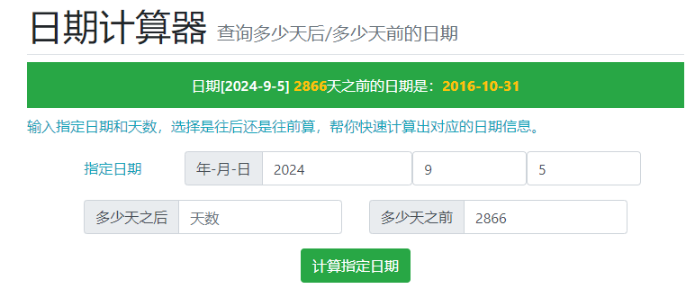 日期计算器 查询多少天后/多少天前的日期
日期[2024-9-5] 2866天之前的日期是：2016-10-31
输入指定日期和天数，选择是往后还是往前算，帮你快速计算出对应的日期信息。
指定日期 年-月-日 2024 9 5
多少天之后 天数 多少天之前 2866
计算指定日期